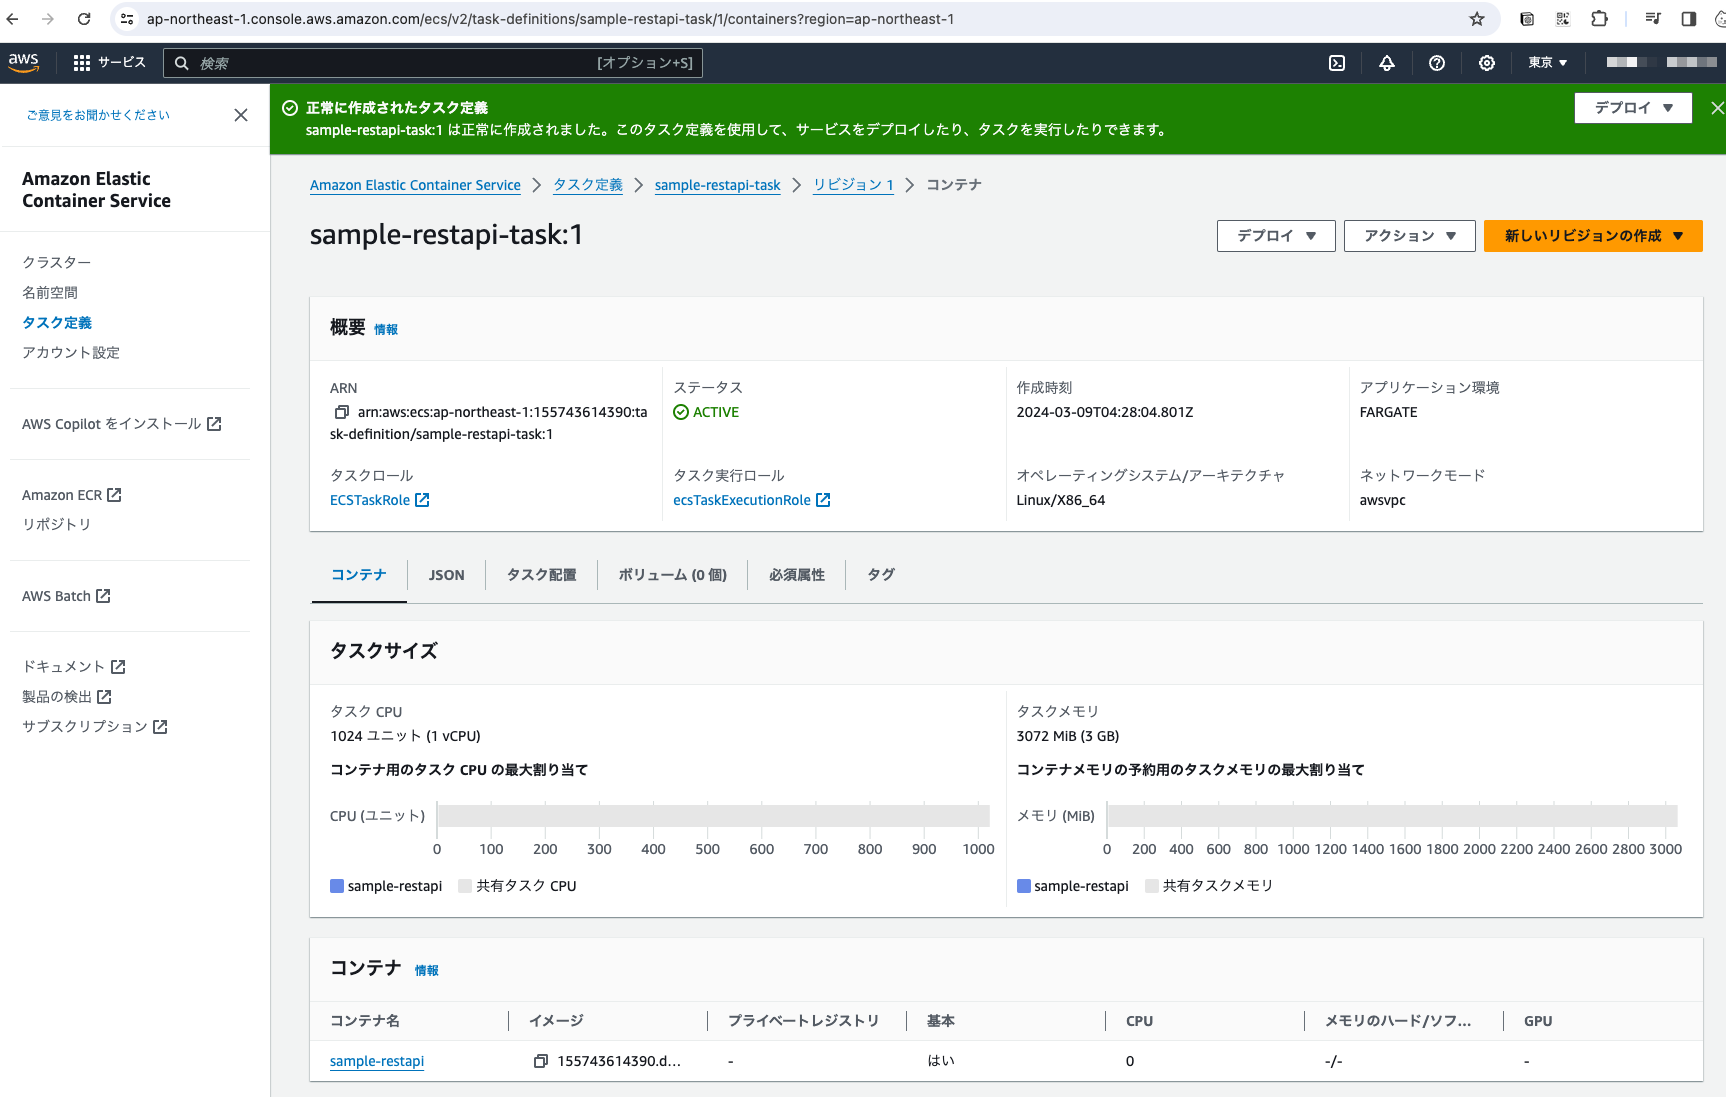 ap-northeast-1.console.aws.amazon.com/ecs/v2/task-definitions/sample-restapi-task/1/containers?region=ap-northeast-1
aws
サービス
検索
[オプション+S]
東京 ▼
ご意見をお聞かせください
正常に作成されたタスク定義
sample-restapi-task:1 は正常に作成されました。このタスク定義を使用して、サービスをデプロイしたり、タスクを実行したりできます。
デプロイ ▼
Amazon Elastic
Container Service
クラスター
名前空間
タスク定義
アカウント設定
AWS Copilot をインストール
Amazon ECR
リポジトリ
AWS Batch
ドキュメント
製品の検出
サブスクリプション
Amazon Elastic Container Service > タスク定義 > sample-restapi-task > リビジョン 1 > コンテナ
sample-restapi-task:1
デプロイ ▼
アクション ▼
新しいリビジョンの作成 ▼
概要 情報
ARN
arn:aws:ecs:ap-northeast-1:155743614390:ta
sk-definition/sample-restapi-task:1
ステータス
ACTIVE
作成時刻
2024-03-09T04:28:04.801Z
アプリケーション環境
FARGATE
タスクロール
ECSTaskRole
タスク実行ロール
ecsTaskExecutionRole
オペレーティングシステム/アーキテクチャ
Linux/X86_64
ネットワークモード
awsvpc
コンテナ
JSON
タスク配置
ボリューム (0 個)
必須属性
タグ
タスクサイズ
タスク CPU
1024 ユニット (1 vCPU)
コンテナ用のタスク CPU の最大割り当て
CPU (ユニット)
0 100 200 300 400 500 600 700 800 900 1000
sample-restapi 共有タスク CPU
タスクメモリ
3072 MiB (3 GB)
コンテナメモリの予約用のタスクメモリの最大割り当て
メモリ (MiB)
0 200 400 600 800 1000 1200 1400 1600 1800 2000 2200 2400 2600 2800 3000
sample-restapi 共有タスクメモリ
コンテナ 情報
コンテナ名 イメージ プライベートレジストリ 基本 CPU メモリのハード/ソフ... GPU
sample-restapi 155743614390.d... - はい 0 -/- -